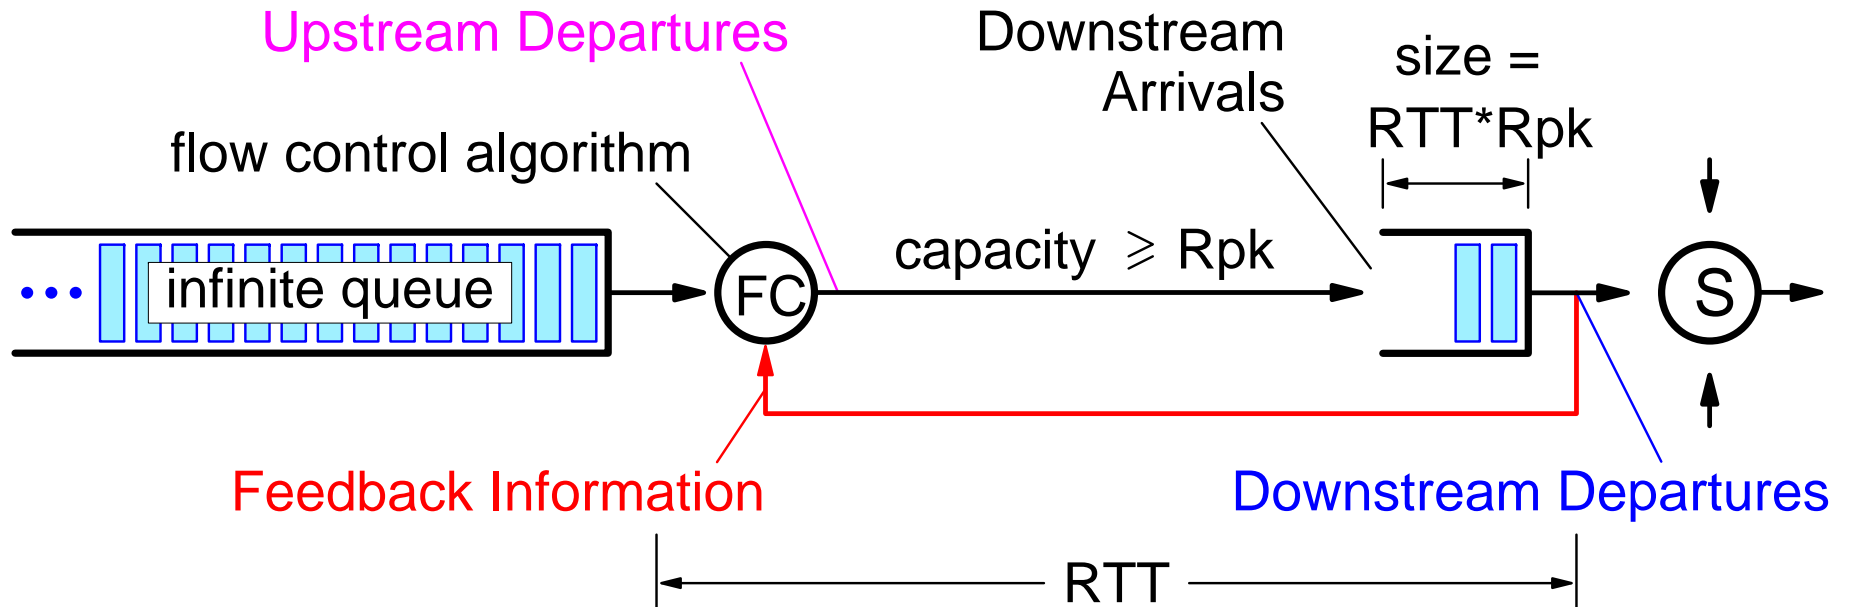 Upstream Departures
Downstream
Arrivals
size =
RTT*Rpk
flow control algorithm
infinite queue
FC
capacity ⩾ Rpk
S
Feedback Information
Downstream Departures
RTT